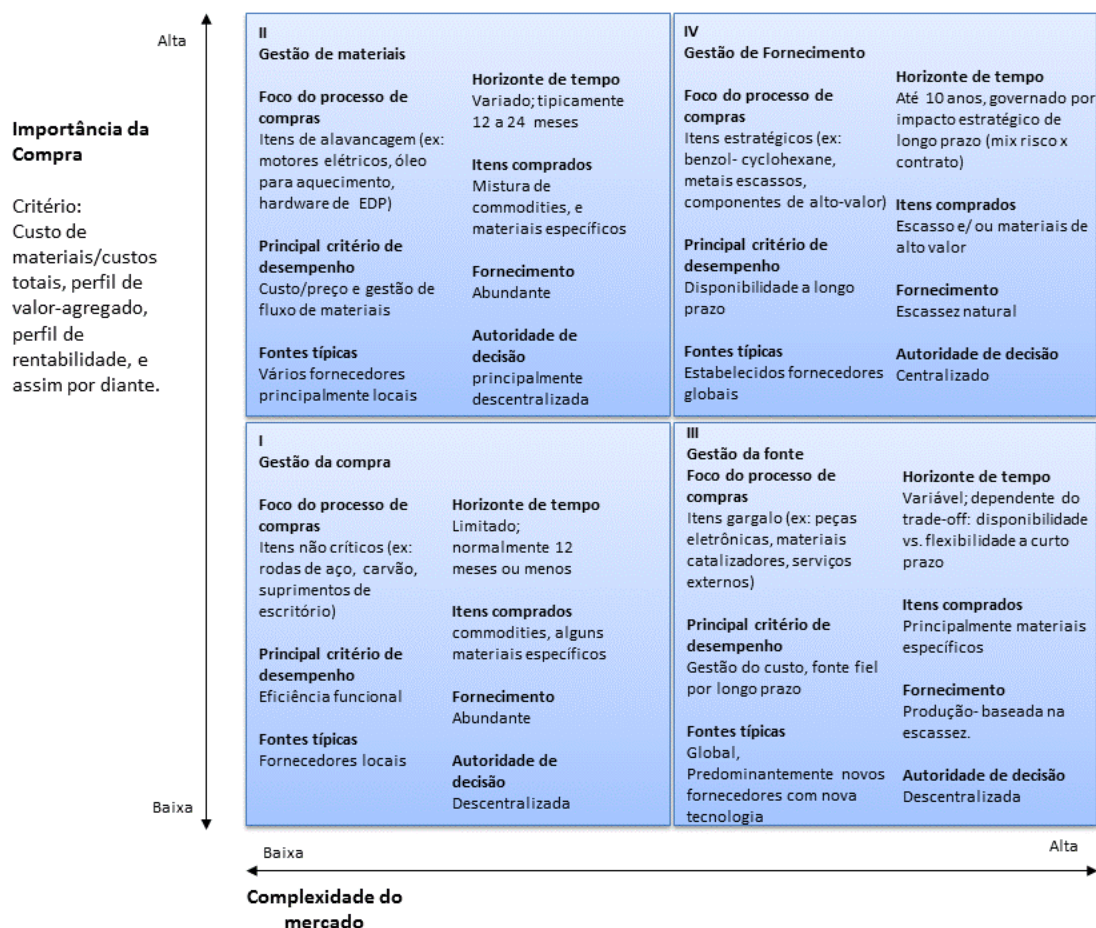 Alta
Importância da
Compra
Critério:
Custo de
materiais/custos
totais, perfil de
valor-agregado,
perfil de
rentabilidade, e
assim por diante.
Baixa
II
Gestão de materiais
Foco do processo de
compras
Itens de alavancagem (ex:
motores elétricos, óleo
para aquecimento,
hardware de EDP)
Principal critério de
desempenho
Custo/preço e gestão de
fluxo de materiais
Fontes típicas
Vários fornecedores
principalmente locais
Horizonte de tempo
Variado; tipicamente
12 a 24 meses
Itens comprados
Mistura de
commodities, e
materiais específicos
Fornecimento
Abundante
Autoridade de
decisão
principalmente
descentralizada
IV
Gestão de Fornecimento
Foco do processo de
compras
Itens estratégicos (ex:
benzol- cyclohexane,
metais escassos,
componentes de alto-valor)
Principal critério de
desempenho
Disponibilidade a longo
prazo
Fontes típicas
Estabelecidos fornecedores
globais
Horizonte de tempo
Até 10 anos, governado por
impacto estratégico de
longo prazo (mix risco x
contrato)
Itens comprados
Escasso e/ ou materiais de
alto valor
Fornecimento
Escassez natural
Autoridade de decisão
Centralizado
I
Gestão da compra
Foco do processo de
compras
Itens não críticos (ex:
rodas de aço, carvão,
suprimentos de
escritório)
Principal critério de
desempenho
Eficiência funcional
Fontes típicas
Fornecedores locais
Horizonte de tempo
Limitado;
normalmente 12
meses ou menos
Itens comprados
commodities, alguns
materiais específicos
Fornecimento
Abundante
Autoridade de
decisão
Descentralizada
III
Gestão da fonte
Foco do processo de
compras
Itens gargalo (ex: peças
eletrônicas, materiais
catalizadores, serviços
externos)
Principal critério de
desempenho
Gestão do custo, fonte fiel
por longo prazo
Fontes típicas
Global,
Predominantemente novos
fornecedores com nova
tecnologia
Horizonte de tempo
Variável; dependente do
trade-off: disponibilidade
vs. flexibilidade a curto
prazo
Itens comprados
Principalmente materiais
específicos
Fornecimento
Produção- baseada na
escassez.
Autoridade de decisão
Descentralizada
Baixa
Alta
Complexidade do
mercado